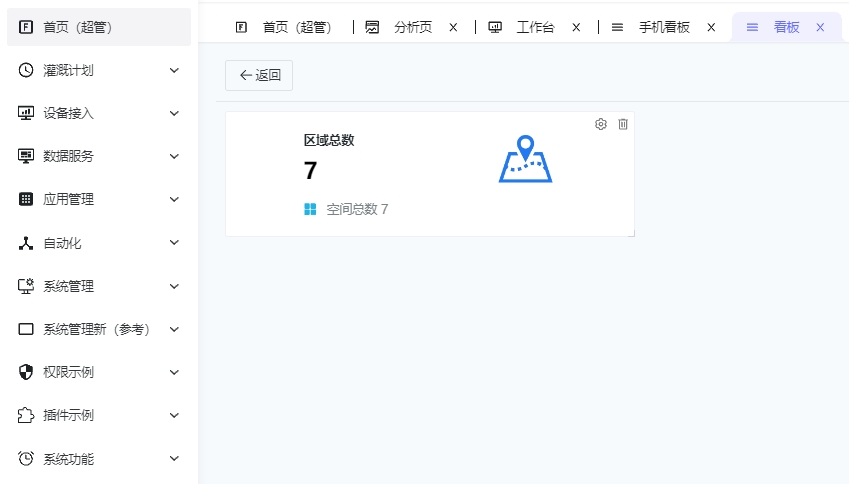 首页（超管）
灌溉计划
设备接入
数据服务
应用管理
自动化
系统管理
系统管理新（参考）
权限示例
插件示例
系统功能
首页（超管） 分析页 X 工作台 X 手机看板 X 看板 X
返回
区域总数
7
空间总数 7